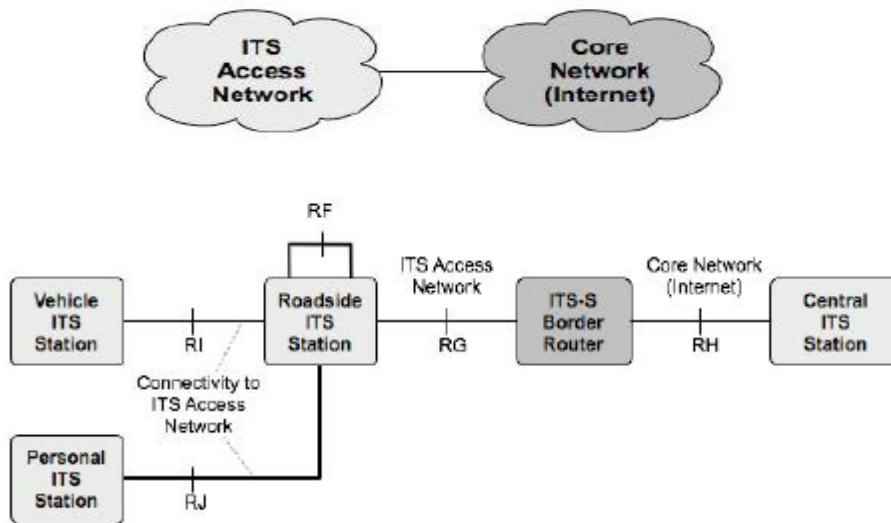 ITS
Access
Network
Core
Network
(Internet)
RF
ITS Access
Network
Core Network
(Internet)
Vehicle
ITS
Station
Roadside
ITS
Station
ITS-S
Border
Router
Central
ITS
Station
RI
RG
RH
Connectivity to
ITS Access
Network
Personal
ITS
Station
RJ